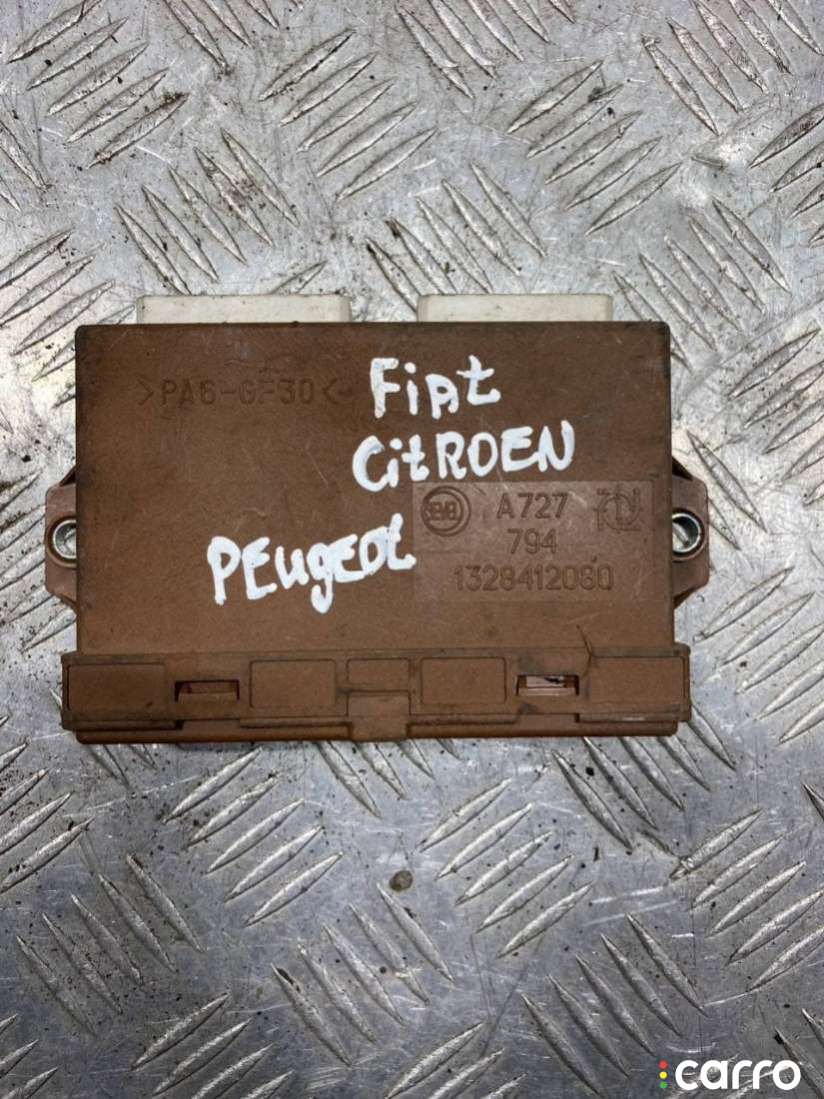 >PA6-GF30<
Fiat
CitROEN
PEugEOt
A727
794
1328412080
carro